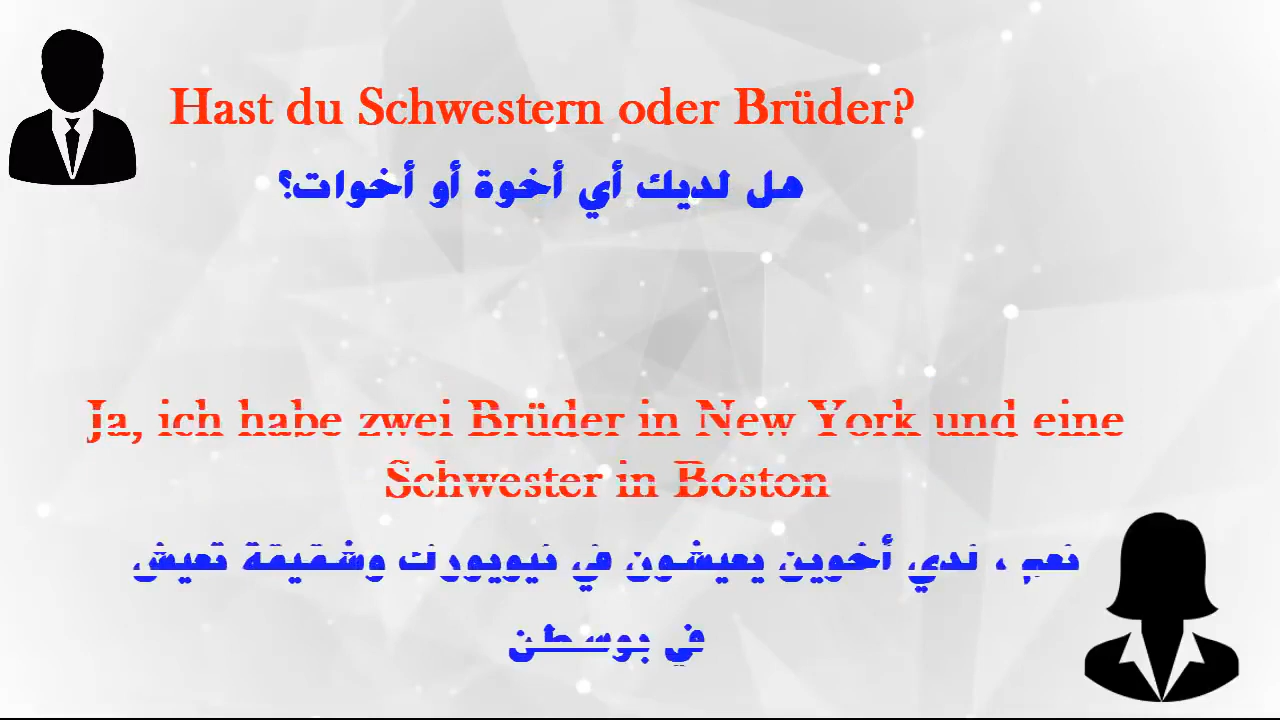 Hast du Schwestern oder Brüder?
هل لديك أي أخوة أو أخوات؟
Ja, ich habe zwei Brüder in New York und eine
Schwester in Boston
نعم ، لدي أخوين يعيشون في نيويورك وشقيقة تعيش
في بوسطن